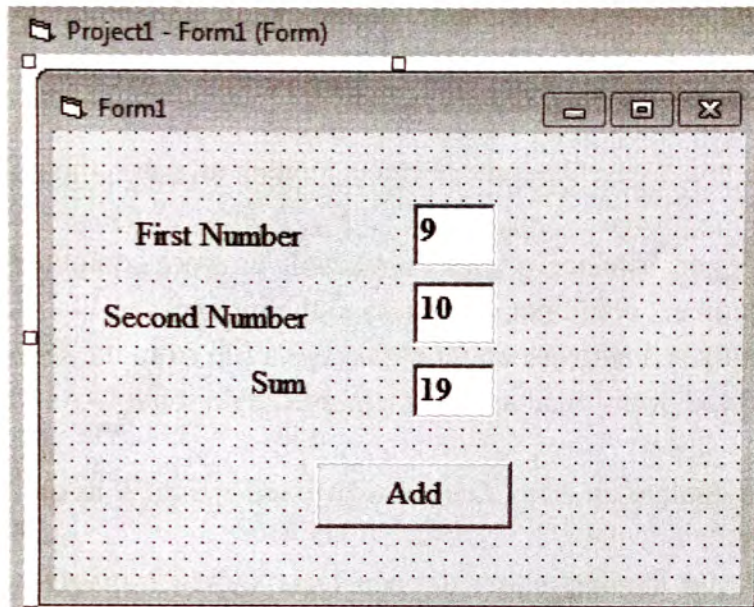 Project1 - Form1 (Form)
Form1
First Number 9
Second Number 10
Sum 19
Add